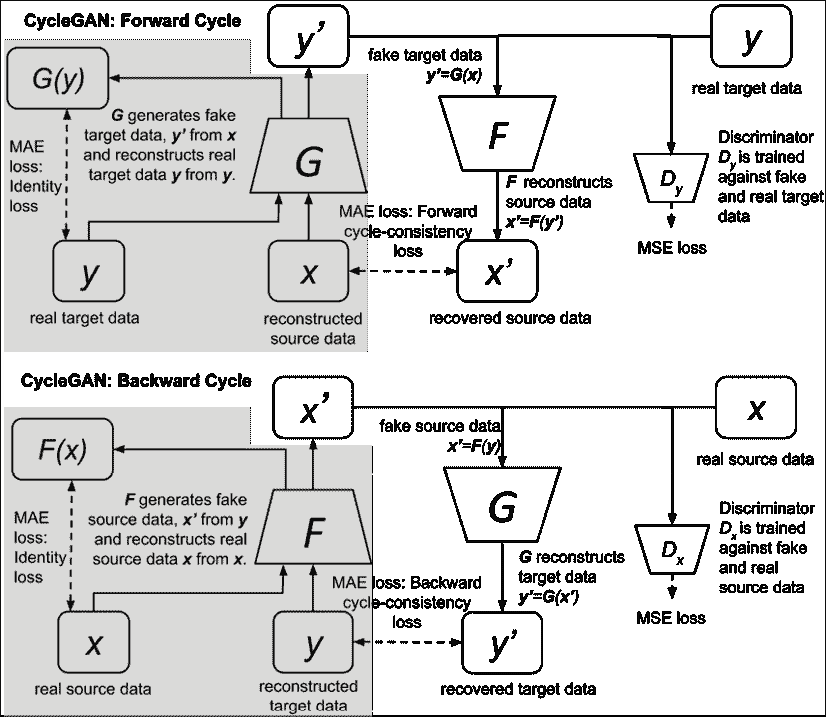 CycleGAN: Forward Cycle
y'
y
fake target data
y'=G(x)
real target data
G(y)
G generates fake
target data, y' from x
and reconstructs real
target data y from y.
G
F
MAE
loss:
Identity
loss
D_y
Discriminator
D_y is trained
against fake
and real target
data
MSE loss
F reconstructs
source data
x'=F(y')
MAE loss: Forward
cycle-consistency
loss
y
real target data
x
reconstructed
source data
x'
recovered source data
CycleGAN: Backward Cycle
x'
x
fake source data
x'=F(y)
real source data
F(x)
F generates fake
source data, x' from y
and reconstructs real
source data x from x.
F
G
MAE
loss:
Identity
loss
D_x
Discriminator
D_x is trained
against fake
and real
source data
MSE loss
G reconstructs
target data
y'=G(x')
MAE loss: Backward
cycle-consistency
loss
x
real source data
y
reconstructed
target data
y'
recovered target data